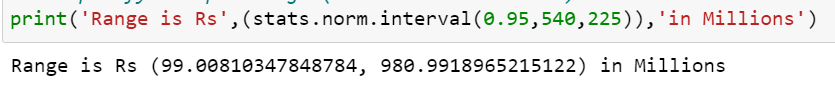 print('Range is Rs',(stats.norm.interval(0.95,540,225)),'in Millions')
Range is Rs (99.00810347848784, 980.9918965215122) in Millions